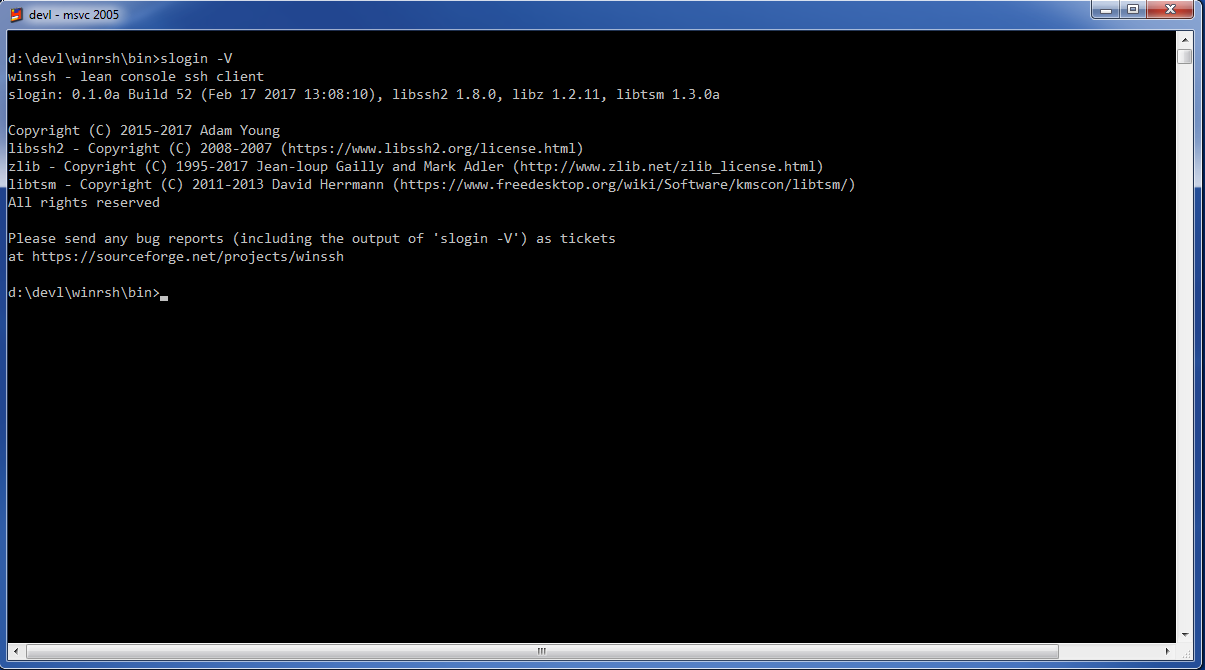 devl - msvc 2005
d:\devl\winrsh\bin>slogin -V
winssh - lean console ssh client
slogin: 0.1.0a Build 52 (Feb 17 2017 13:08:10), libssh2 1.8.0, libz 1.2.11, libtsm 1.3.0a
Copyright (C) 2015-2017 Adam Young
libssh2 - Copyright (C) 2008-2007 (https://www.libssh2.org/license.html)
zlib - Copyright (C) 1995-2017 Jean-loup Gailly and Mark Adler (http://www.zlib.net/zlib_license.html)
libtsm - Copyright (C) 2011-2013 David Herrmann (https://www.freedesktop.org/wiki/Software/kmscon/libtsm/)
All rights reserved
Please send any bug reports (including the output of 'slogin -V') as tickets
at https://sourceforge.net/projects/winssh
d:\devl\winrsh\bin>